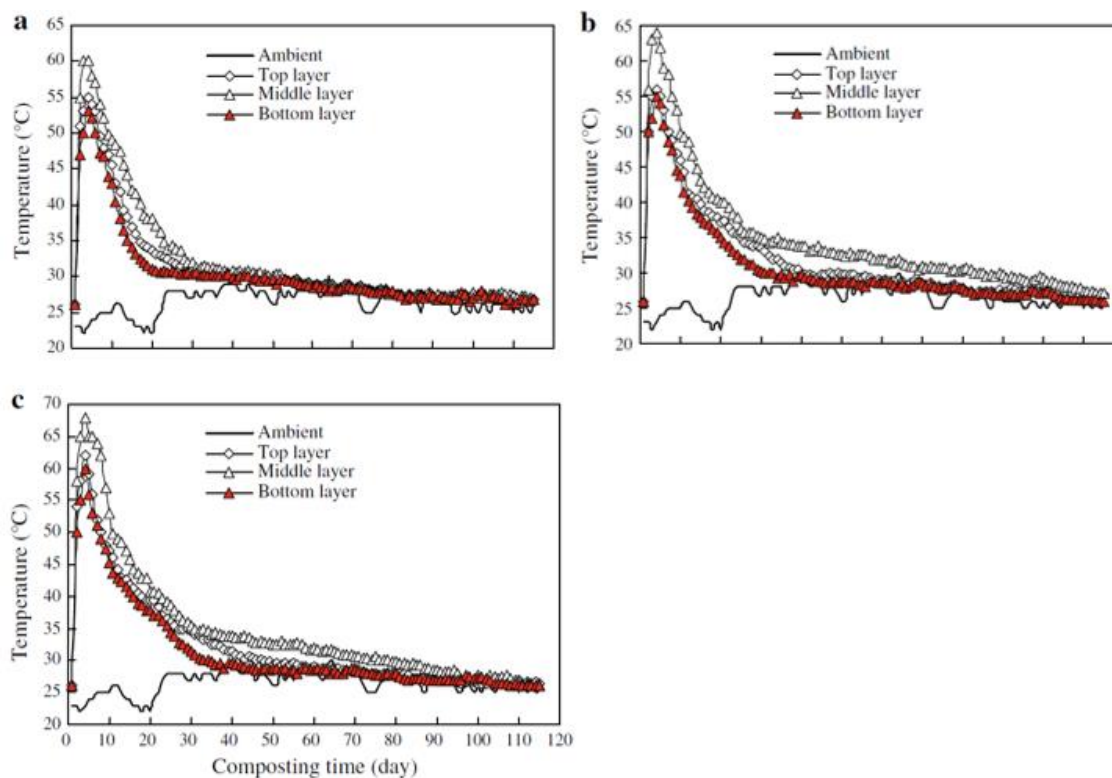 a
65
60
55
50
45
40
35
30
25
20
Temperature (°C)
Ambient
Top layer
Middle layer
Bottom layer
b
65
60
55
50
45
40
35
30
25
20
Temperature (°C)
Ambient
Top layer
Middle layer
Bottom layer
c
70
65
60
55
50
45
40
35
30
25
20
Temperature (°C)
Ambient
Top layer
Middle layer
Bottom layer
0 10 20 30 40 50 60 70 80 90 100 110 120
Composting time (day)